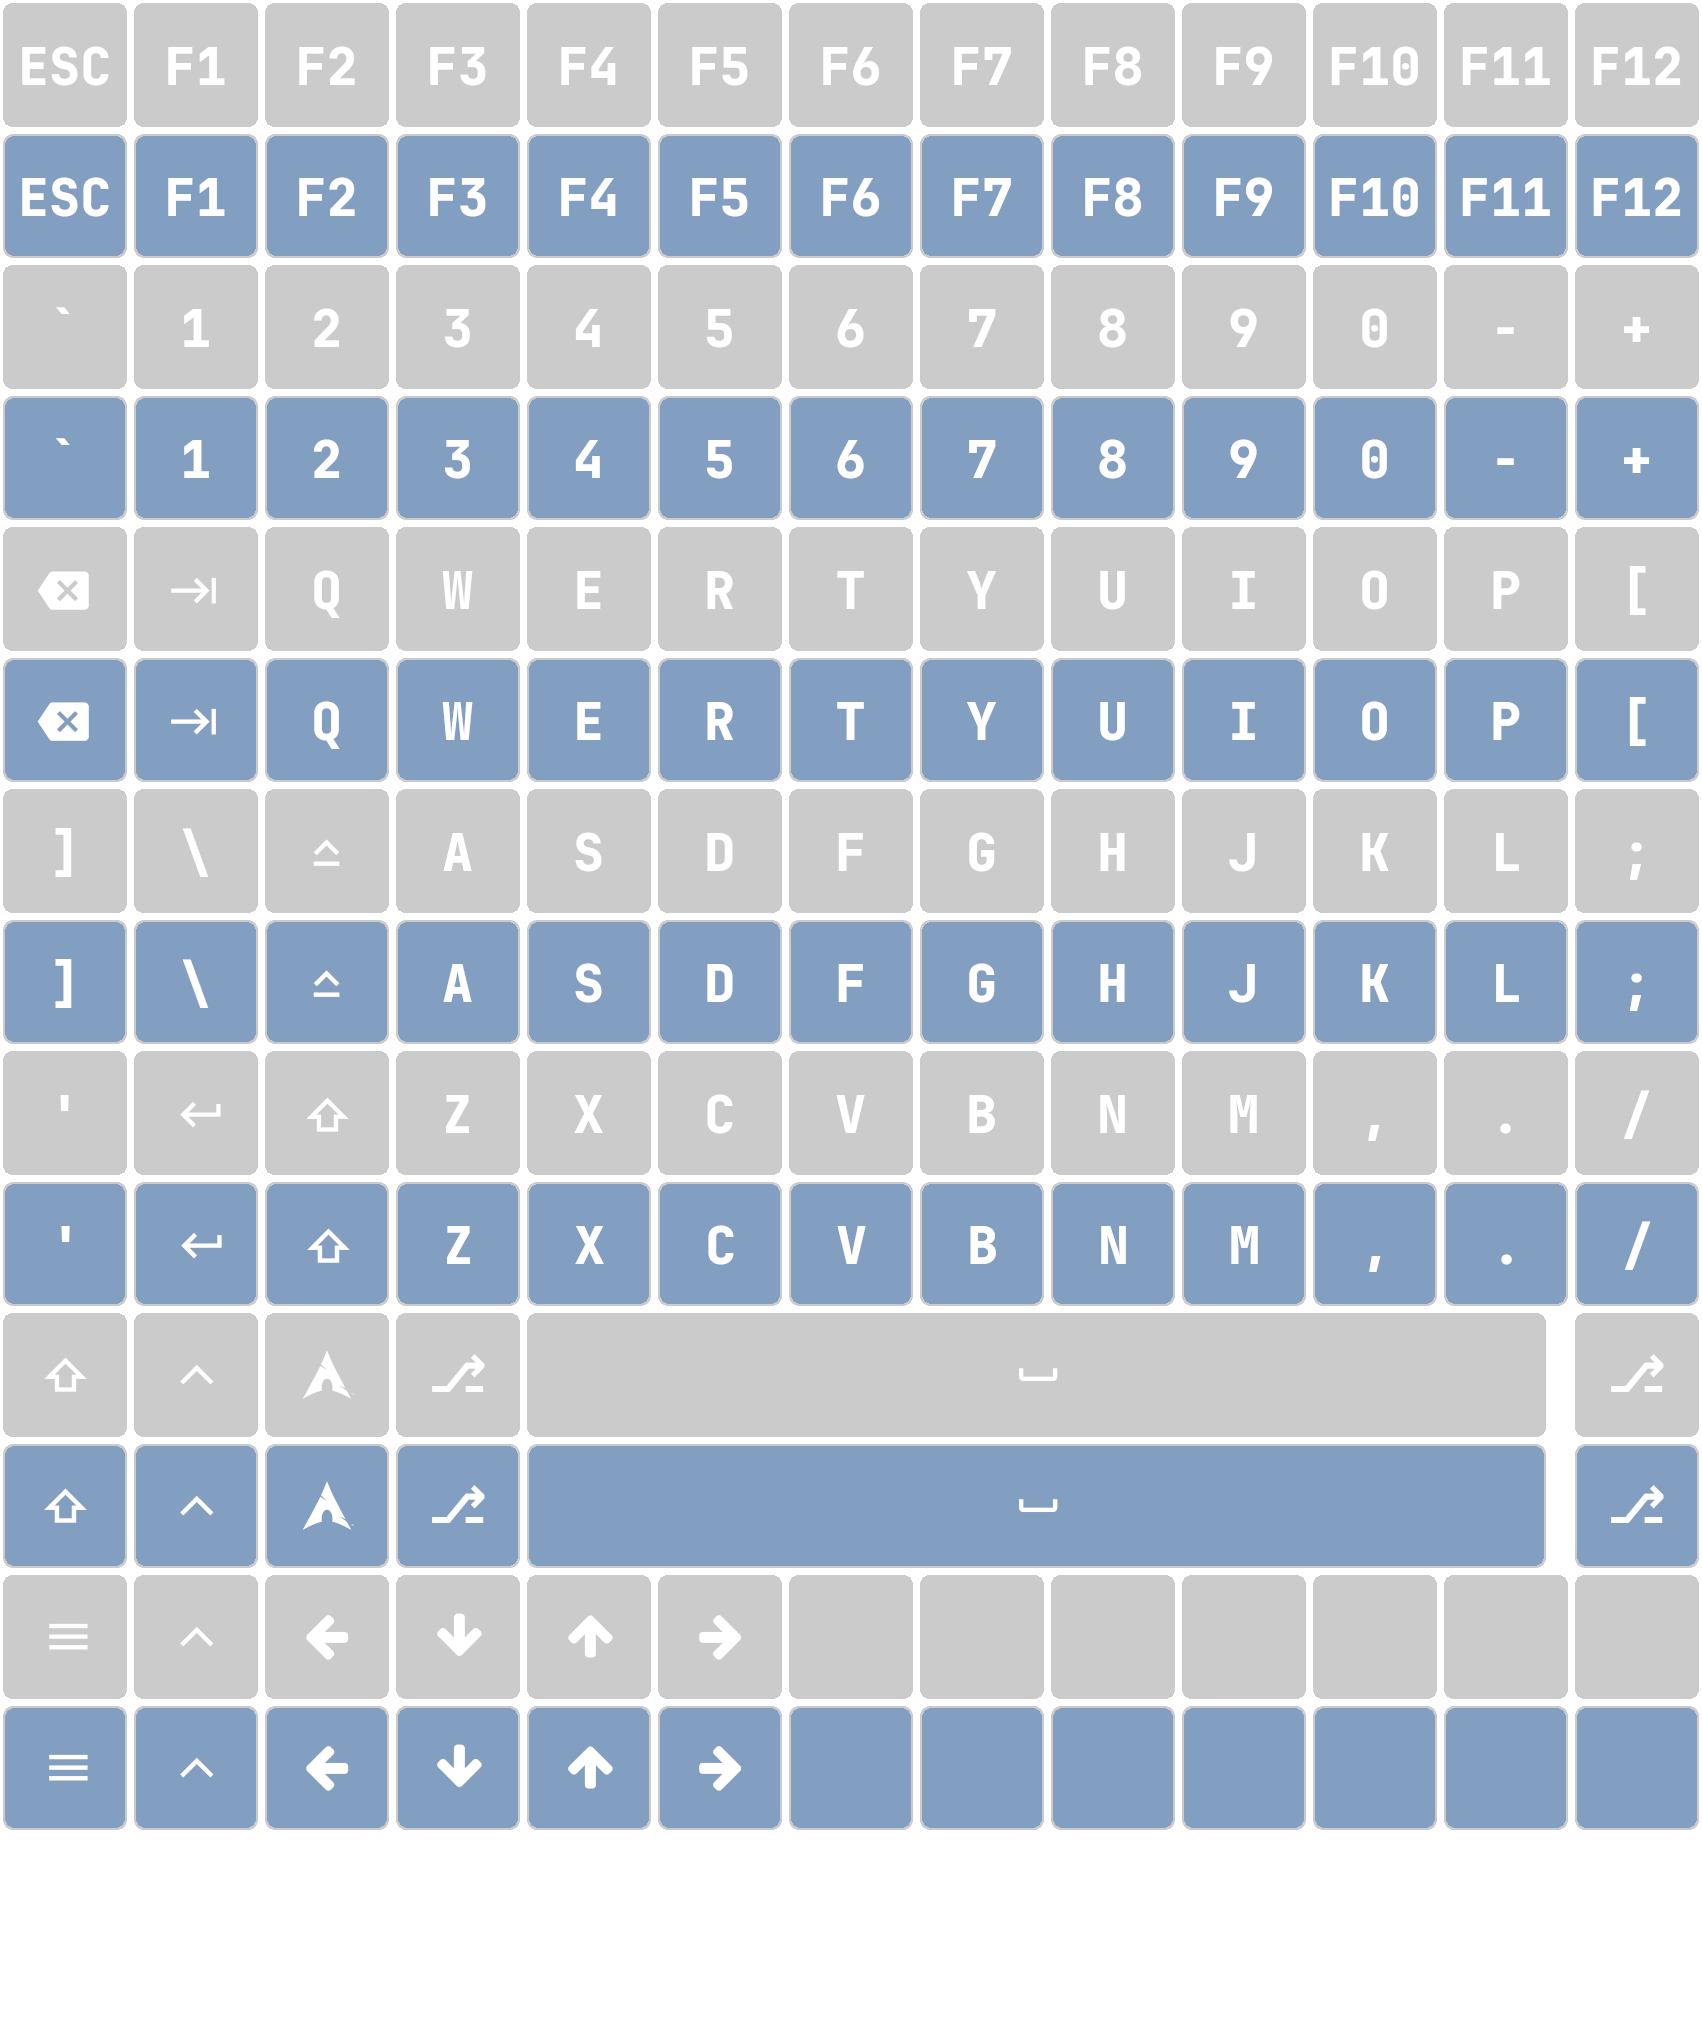 ESC F1 F2 F3 F4 F5 F6 F7 F8 F9 F10 F11 F12
ESC F1 F2 F3 F4 F5 F6 F7 F8 F9 F10 F11 F12
` 1 2 3 4 5 6 7 8 9 0 - +
` 1 2 3 4 5 6 7 8 9 0 - +
⌫ ⇥ Q W E R T Y U I O P [
⌫ ⇥ Q W E R T Y U I O P [
] \ ⌅ A S D F G H J K L ;
] \ ⌅ A S D F G H J K L ;
' ↵ ⇧ Z X C V B N M , . /
' ↵ ⇧ Z X C V B N M , . /
⇧ ^ ⎇ ⎵ ⎇
⇧ ^ ⎇ ⎵ ⎇
≡ ^ ← ↓ ↑ →
≡ ^ ← ↓ ↑ →